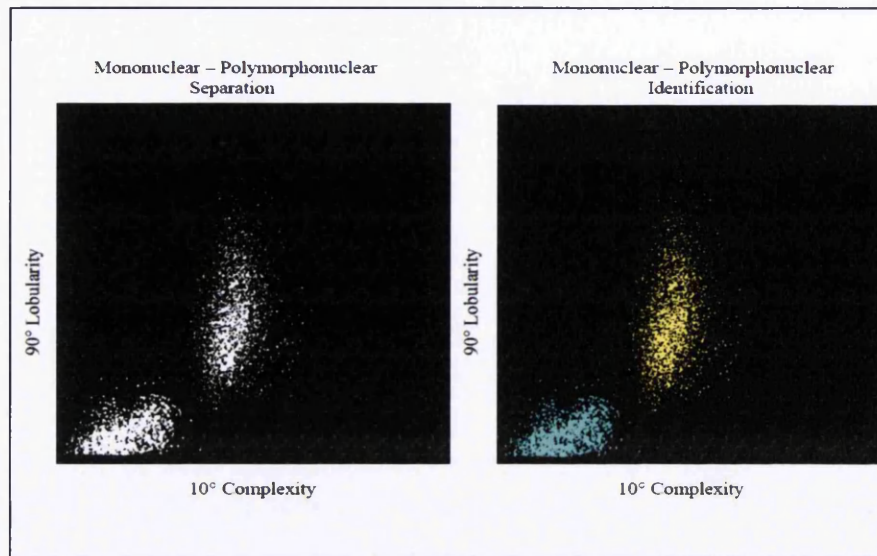 Mononuclear – Polymorphonuclear
Separation
90° Lobularity
10° Complexity
Mononuclear – Polymorphonuclear
Identification
90° Lobularity
10° Complexity